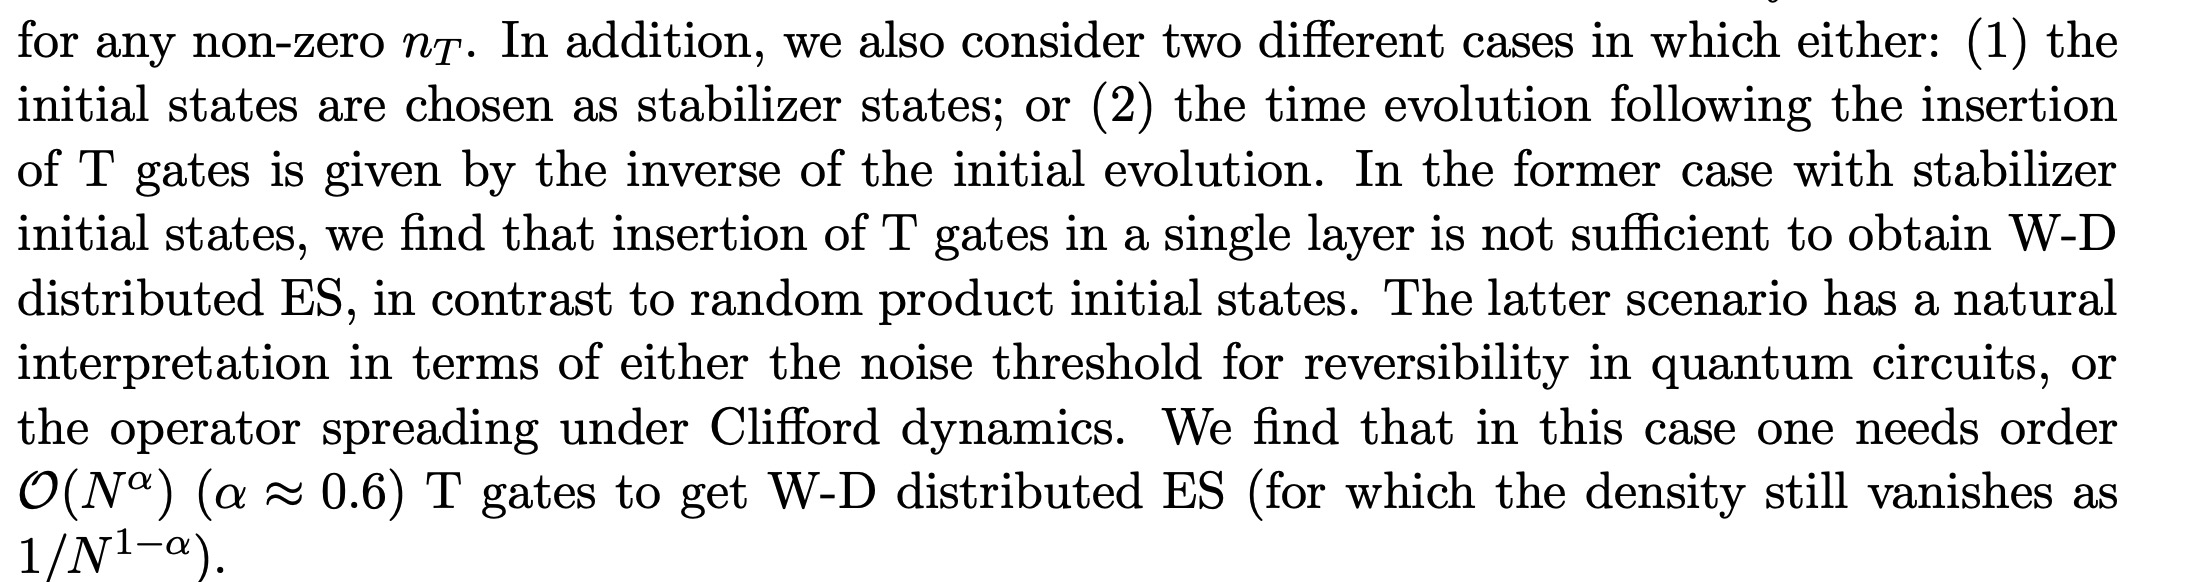 for any non-zero $n_T$. In addition, we also consider two different cases in which either: (1) the
initial states are chosen as stabilizer states; or (2) the time evolution following the insertion
of T gates is given by the inverse of the initial evolution. In the former case with stabilizer
initial states, we find that insertion of T gates in a single layer is not sufficient to obtain W-D
distributed ES, in contrast to random product initial states. The latter scenario has a natural
interpretation in terms of either the noise threshold for reversibility in quantum circuits, or
the operator spreading under Clifford dynamics. We find that in this case one needs order
$\mathcal{O}(N^\alpha)$ ($\alpha \approx 0.6$) T gates to get W-D distributed ES (for which the density still vanishes as
$1/N^{1-\alpha}$).